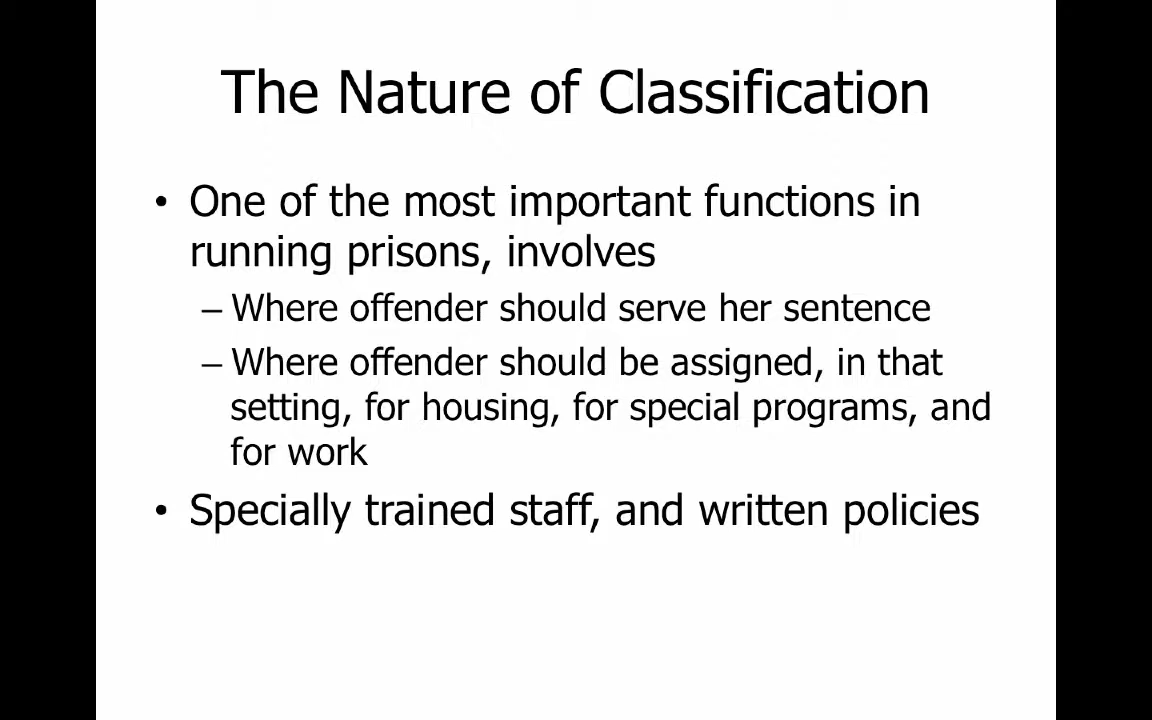 The Nature of Classification
• One of the most important functions in
running prisons, involves
– Where offender should serve her sentence
– Where offender should be assigned, in that
setting, for housing, for special programs, and
for work
• Specially trained staff, and written policies